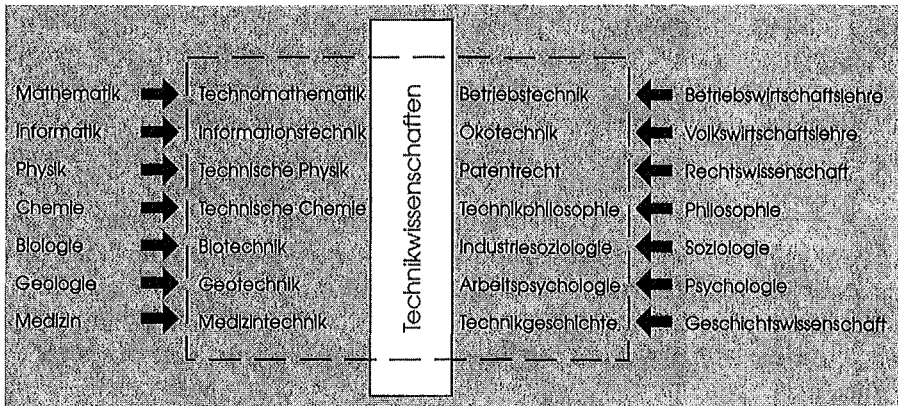 Mathematik Technomathematik Betriebstechnik Betriebswirtschaftslehre
Informatik Informationstechnik Ökotechnik Volkswirtschaftslehre
Physik Technische Physik Patentrecht Rechtswissenschaft
Chemie Technische Chemie Technikphilosophie Philosophie
Biologie Biotechnik Industriesoziologie Soziologie
Geologie Geotechnik Arbeitspsychologie Psychologie
Medizin Medizintechnik Technikgeschichte Geschichtswissenschaft
Technikwissenschaften